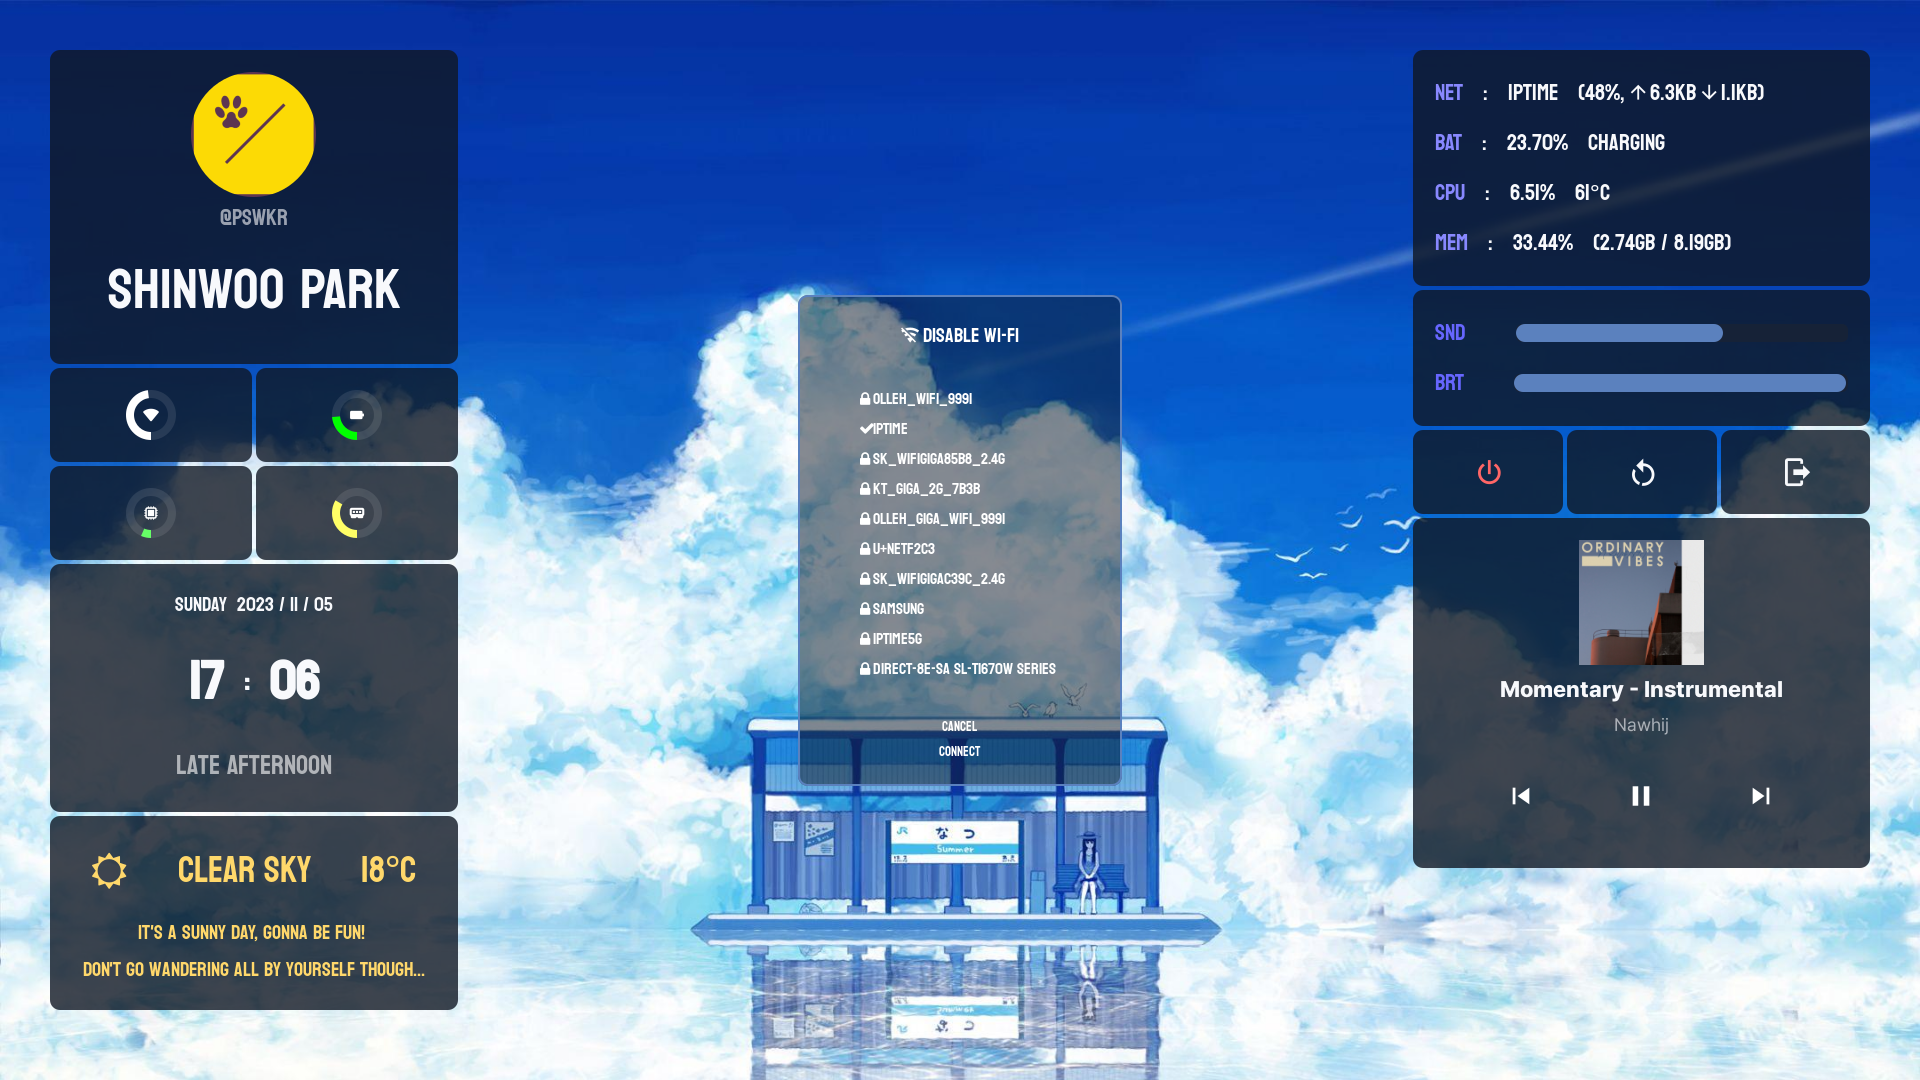 @PSWKR
SHINWOO PARK
SUNDAY 2023 / 11 / 05
17 : 06
LATE AFTERNOON
CLEAR SKY 18°C
IT'S A SUNNY DAY, GONNA BE FUN!
DON'T GO WANDERING ALL BY YOURSELF THOUGH...
DISABLE WI-FI
OLLEH_WIFI_9991
IPTIME
SK_WIFIGIGA85B8_2.4G
KT_GIGA_2G_7B3B
OLLEH_GIGA_WIFI_9991
U+NETF2C3
SK_WIFIGIGAC39C_2.4G
SAMSUNG
IPTIME5G
DIRECT-8E-SA SL-T1670W SERIES
CANCEL
CONNECT
JR
なつ
Summer
NET : IPTIME (48%, ↑ 6.3KB ↓ 1.1KB)
BAT : 23.70% CHARGING
CPU : 6.51% 61°C
MEM : 33.44% (2.74GB / 8.19GB)
SND
BRT
ORDINARY
VIBES
Momentary - Instrumental
Nawhij